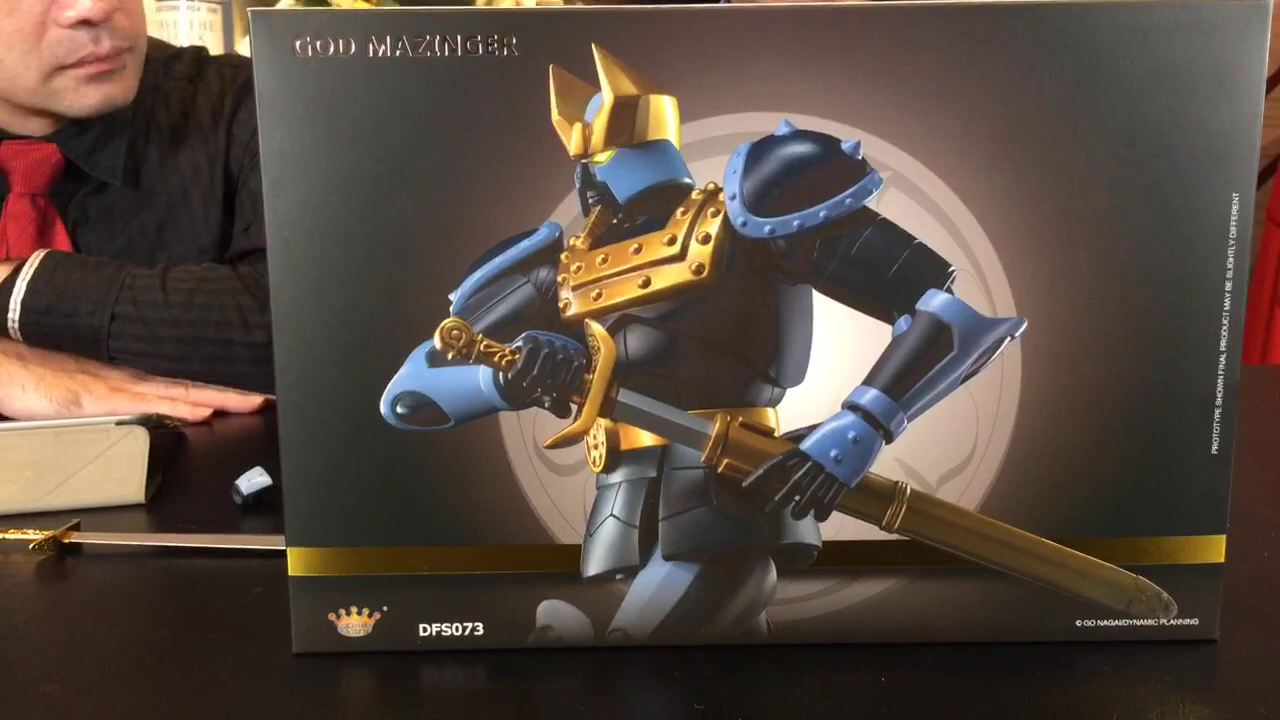 GOD MAZINGER
PROTOTYPE SHOWN FINAL PRODUCT MAY BE SLIGHTLY DIFFERENT
DFS073
© GO NAGAI/DYNAMIC PLANNING